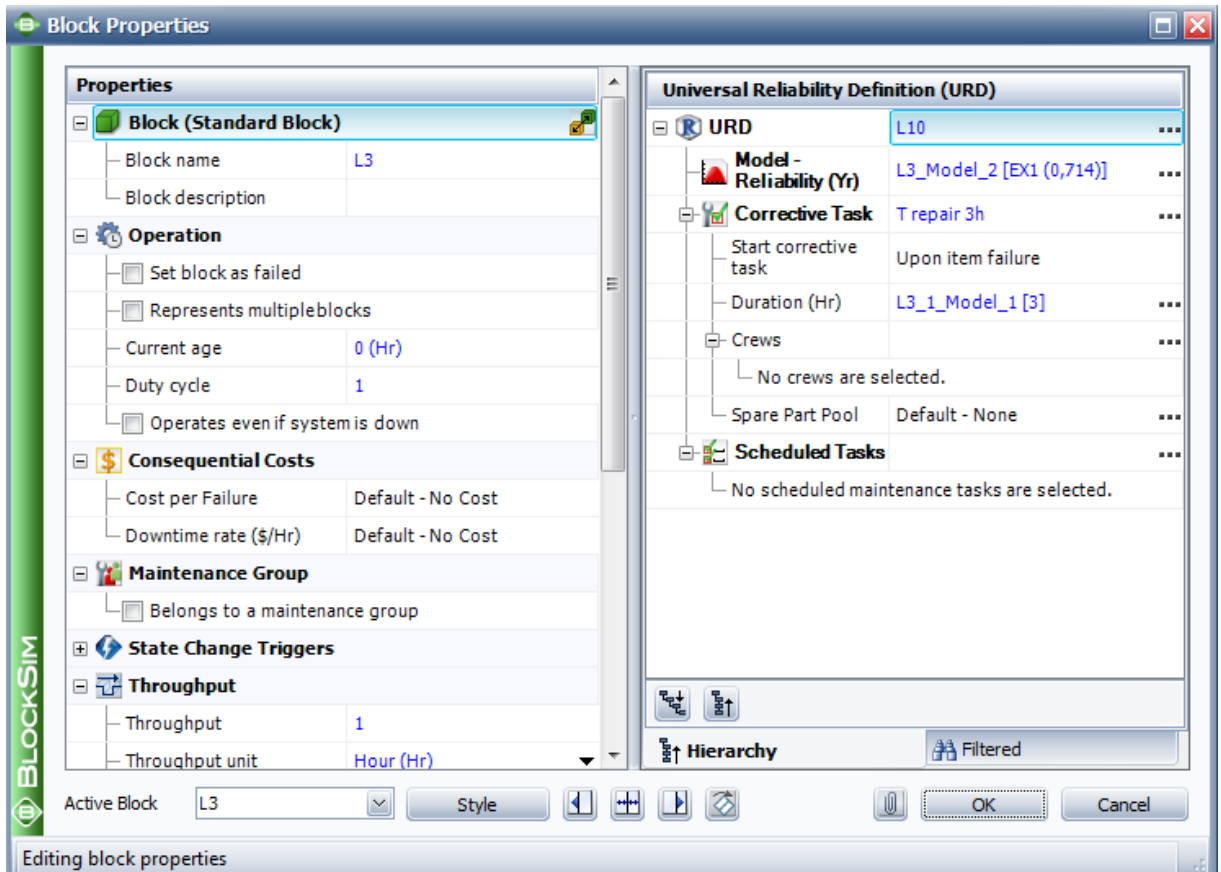 Block Properties
Properties
Block (Standard Block)
Block name L3
Block description
Operation
Set block as failed
Represents multiple blocks
Current age 0 (Hr)
Duty cycle 1
Operates even if system is down
Consequential Costs
Cost per Failure Default - No Cost
Downtime rate ($/Hr) Default - No Cost
Maintenance Group
Belongs to a maintenance group
State Change Triggers
Throughput
Throughput 1
Throughput unit Hour (Hr)
Universal Reliability Definition (URD)
URD L10
Model -
Reliability (Yr) L3_Model_2 [EX1 (0,714)]
Corrective Task T repair 3h
Start corrective
task Upon item failure
Duration (Hr) L3_1_Model_1 [3]
Crews
No crews are selected.
Spare Part Pool Default - None
Scheduled Tasks
No scheduled maintenance tasks are selected.
Hierarchy Filtered
BLOCKSIM
Active Block L3 Style OK Cancel
Editing block properties